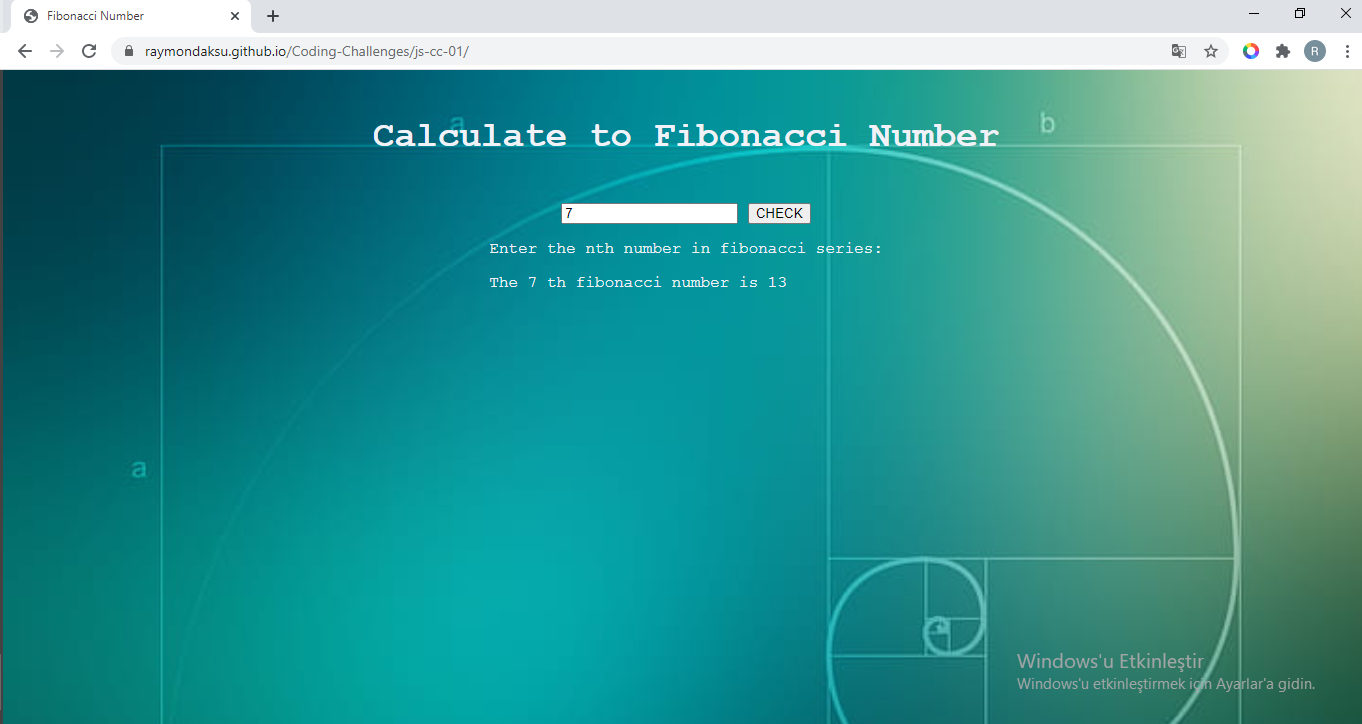 Fibonacci Number
raymondaksu.github.io/Coding-Challenges/js-cc-01/
R
a
b
Calculate to Fibonacci Number
7
CHECK
Enter the nth number in fibonacci series:
The 7 th fibonacci number is 13
a
Windows'u Etkinleştir
Windows'u etkinleştirmek için Ayarlar'a gidin.